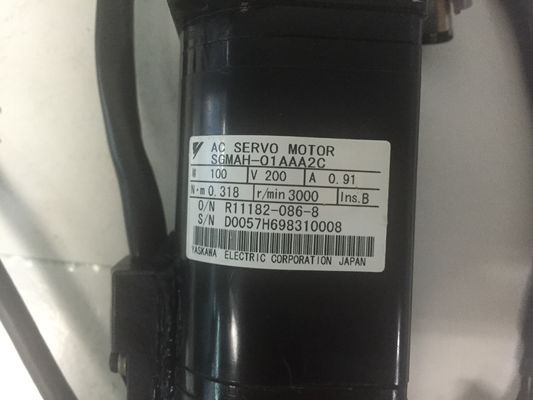 AC SERVO MOTOR
SGMAH-01AAA2C
W 100 V 200 A 0.91
N·m 0.318 r/min 3000 Ins.B
O/N R11182-086-8
S/N D0057H698310008
YASKAWA ELECTRIC CORPORATION JAPAN